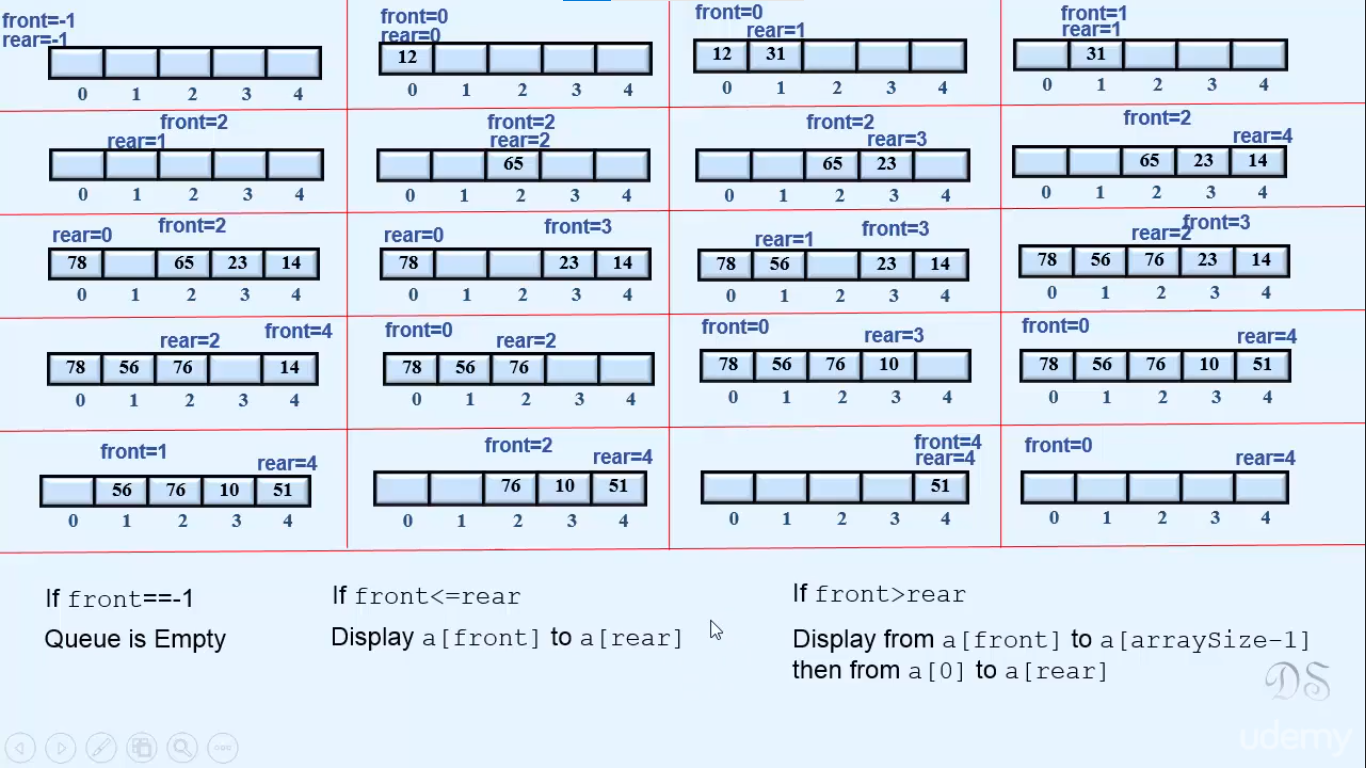 front=-1
rear=-1
0 1 2 3 4
front=0
rear=0
12
0 1 2 3 4
front=0
rear=1
12 31
0 1 2 3 4
front=1
rear=1
31
0 1 2 3 4
front=2
rear=1
0 1 2 3 4
front=2
rear=2
65
0 1 2 3 4
front=2
rear=3
65 23
0 1 2 3 4
front=2
rear=4
65 23 14
0 1 2 3 4
front=2
rear=0
78 65 23 14
0 1 2 3 4
rear=0 front=3
78 23 14
0 1 2 3 4
front=3
rear=1
78 56 23 14
0 1 2 3 4
front=3
rear=2
78 56 76 23 14
0 1 2 3 4
front=4
rear=2
78 56 76 14
0 1 2 3 4
front=0
rear=2
78 56 76
0 1 2 3 4
front=0
rear=3
78 56 76 10
0 1 2 3 4
front=0
rear=4
78 56 76 10 51
0 1 2 3 4
front=1
rear=4
56 76 10 51
0 1 2 3 4
front=2
rear=4
76 10 51
0 1 2 3 4
front=4
rear=4
51
0 1 2 3 4
front=0
rear=4
0 1 2 3 4
If front==-1
Queue is Empty
If front<=rear
Display a[front] to a[rear]
If front>rear
Display from a[front] to a[arraySize-1]
then from a[0] to a[rear]
DS
udemy